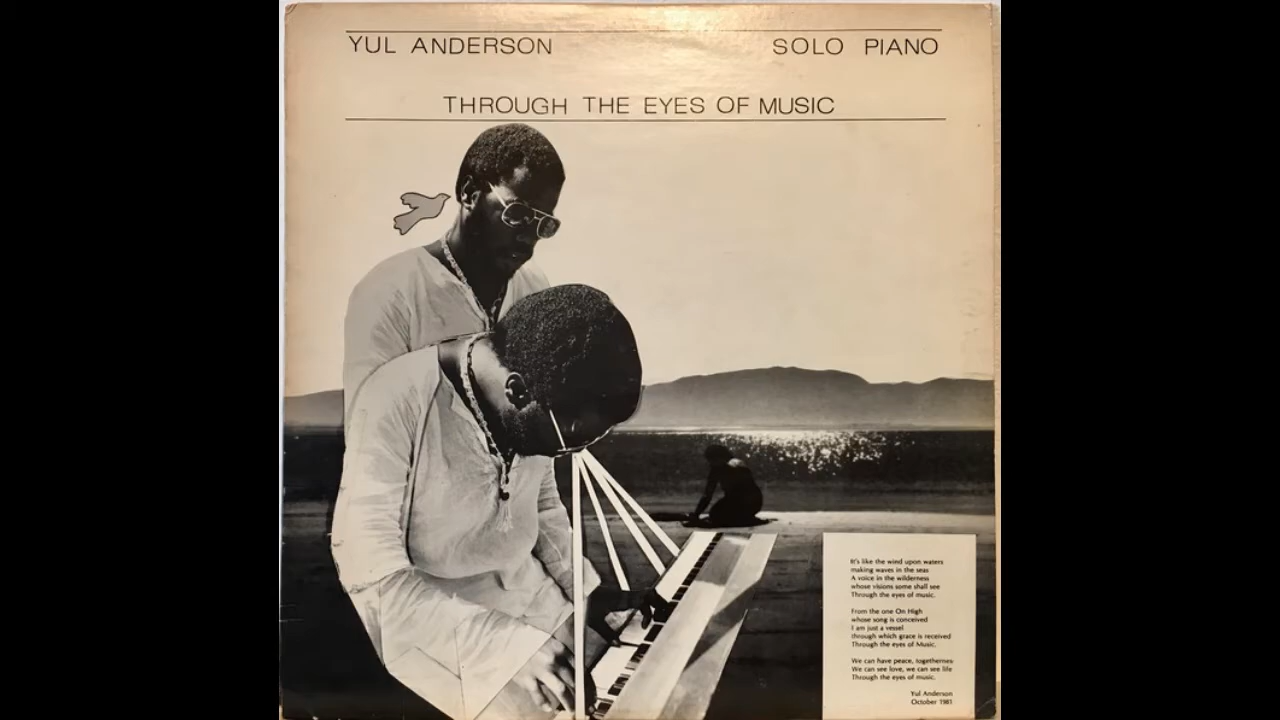 YUL ANDERSON
SOLO PIANO
THROUGH THE EYES OF MUSIC
It's like the wind upon waters
making waves in the seas
A voice in the wilderness
whose visions some shall see
Through the eyes of music.
From the one On High
whose song is conceived
I am just a vessel
through which grace is received
Through the eyes of Music.
We can have peace, togethernes
We can see love, we can see life
Through the eyes of music.
Yul Anderson
October 1981